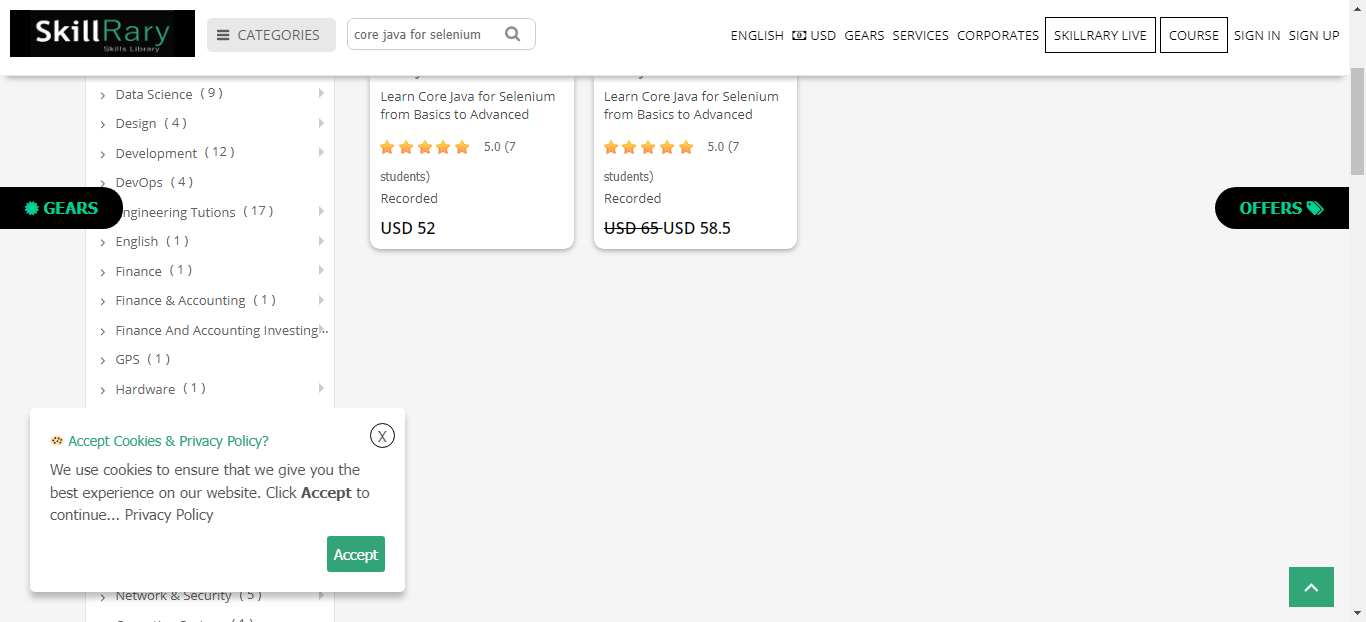 SkillRary
Skills Library
CATEGORIES
core java for selenium
ENGLISH USD GEARS SERVICES CORPORATES SKILLRARY LIVE COURSE SIGN IN SIGN UP
Data Science ( 9 )
Design ( 4 )
Development ( 12 )
DevOps ( 4 )
ngineering Tutions ( 17 )
English ( 1 )
Finance ( 1 )
Finance & Accounting ( 1 )
Finance And Accounting Investing...
GPS ( 1 )
Hardware ( 1 )
Network & Security ( 5 )
GEARS
Learn Core Java for Selenium
from Basics to Advanced
5.0 (7
students)
Recorded
USD 52
Learn Core Java for Selenium
from Basics to Advanced
5.0 (7
students)
Recorded
USD 65 USD 58.5
OFFERS
Accept Cookies & Privacy Policy?
X
We use cookies to ensure that we give you the
best experience on our website. Click Accept to
continue... Privacy Policy
Accept